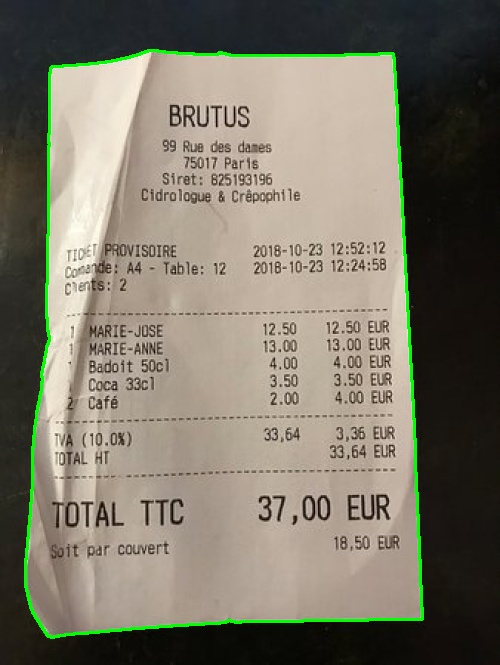 BRUTUS
99 Rue des dames
75017 Paris
Siret: 825193196
Cidrologue & Crêpophile
TICKET PROVISOIRE 2018-10-23 12:52:12
Comande: A4 - Table: 12 2018-10-23 12:24:58
Clients: 2
1 MARIE-JOSE 12.50 12.50 EUR
1 MARIE-ANNE 13.00 13.00 EUR
1 Badoit 50cl 4.00 4.00 EUR
Coca 33cl 3.50 3.50 EUR
2 Café 2.00 4.00 EUR
TVA (10.0%) 33,64 3,36 EUR
TOTAL HT 33,64 EUR
TOTAL TTC 37,00 EUR
Soit par couvert 18,50 EUR